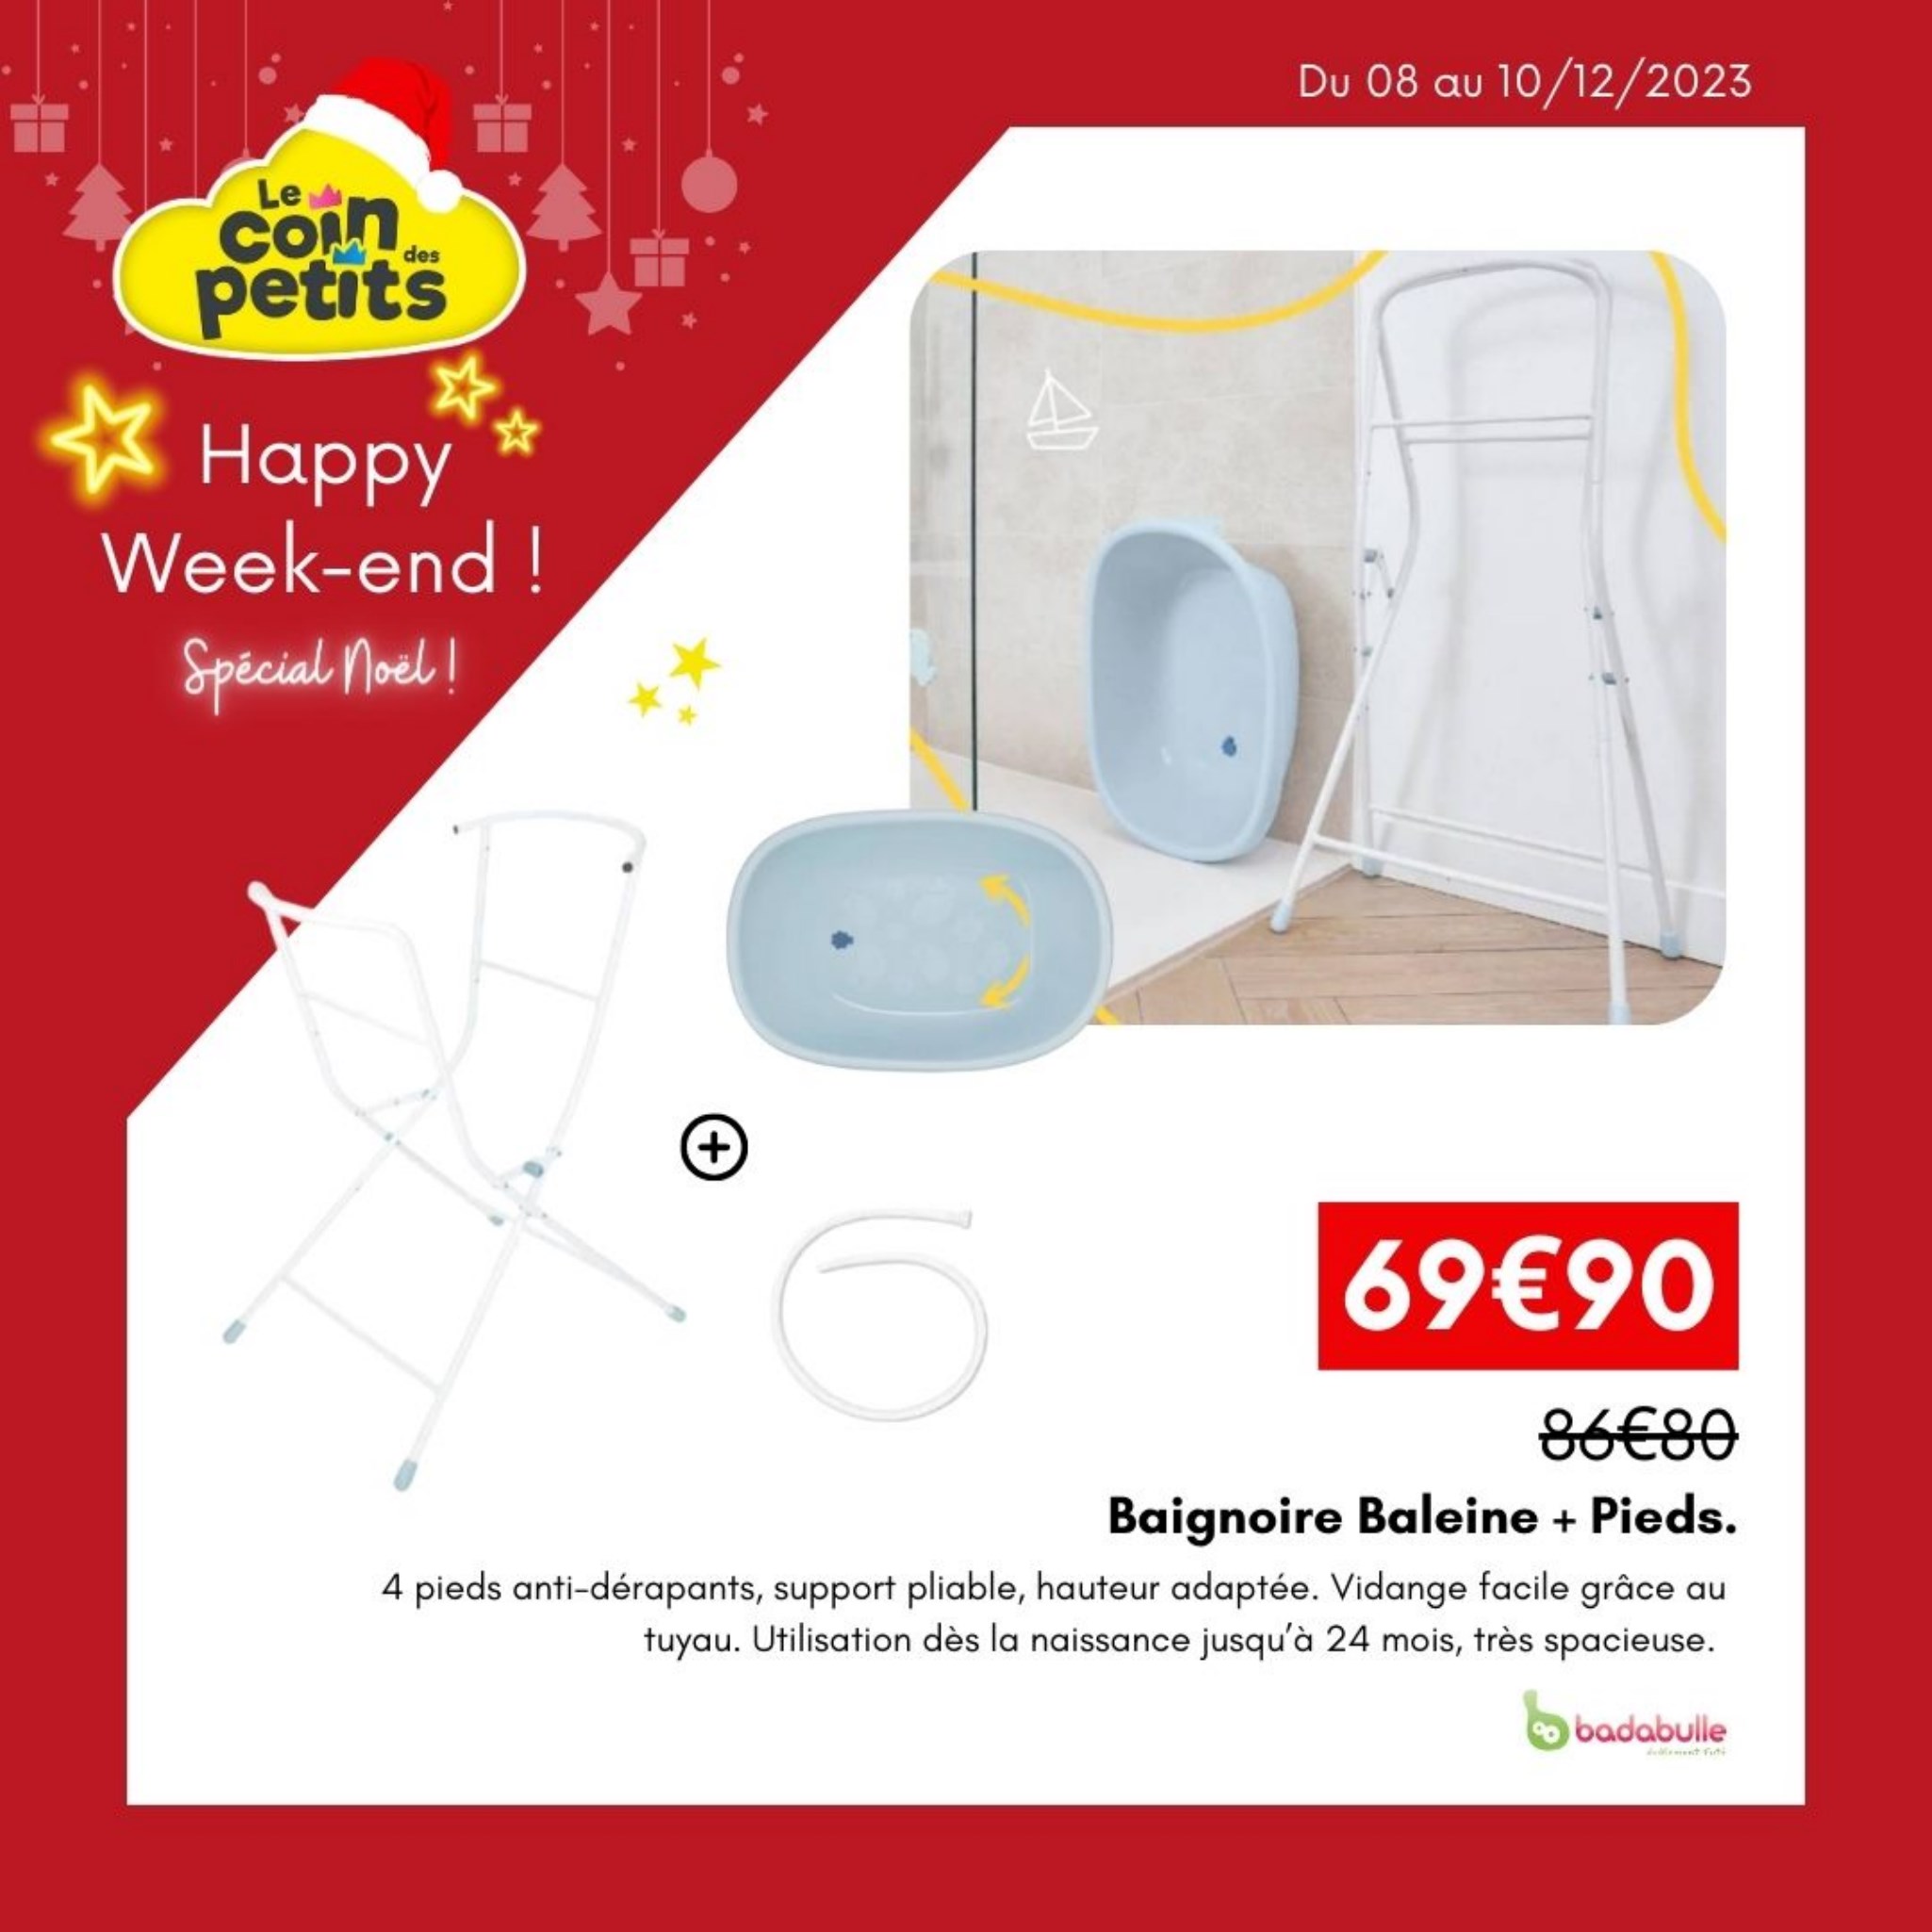 Du 08 au 10/12/2023
Le
coin
des
petits
Happy
Week-end !
Spécial Noël !
69€90
86€80
Baignoire Baleine + Pieds.
4 pieds anti-dérapants, support pliable, hauteur adaptée. Vidange facile grâce au
tuyau. Utilisation dès la naissance jusqu'à 24 mois, très spacieuse.
badabulle